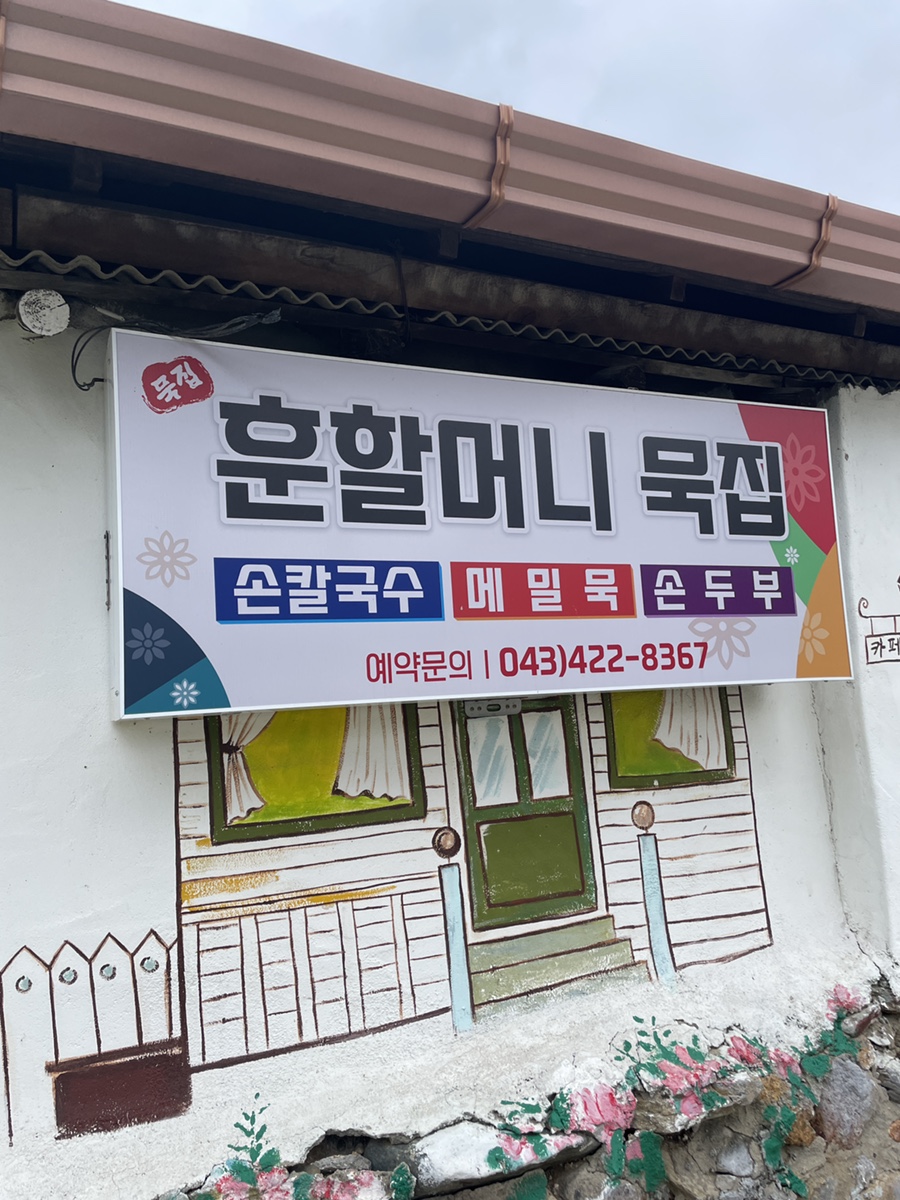 묵집
훈할머니 묵집
손칼국수 메밀묵 손두부
예약문의 | 043)422-8367
카페